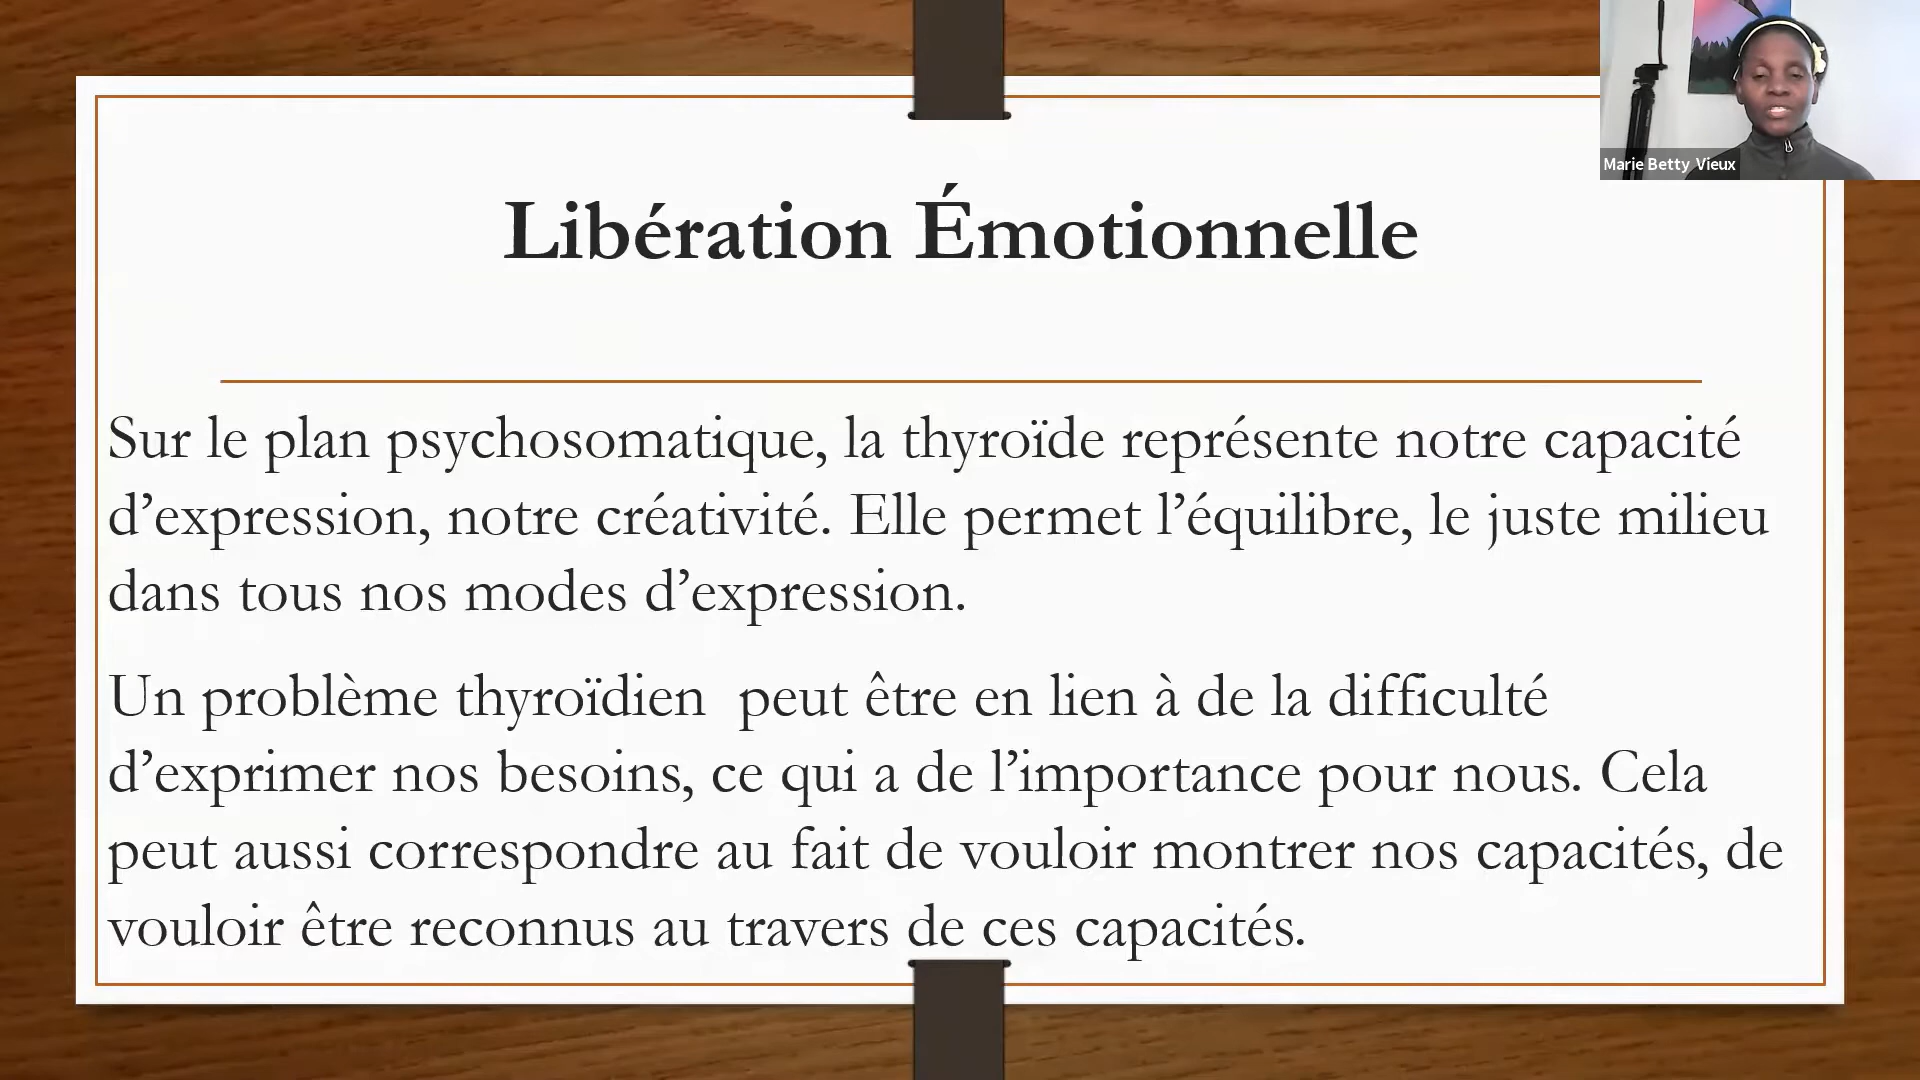 Marie Betty Vieux
Libération Émotionnelle
Sur le plan psychosomatique, la thyroïde représente notre capacité
d’expression, notre créativité. Elle permet l’équilibre, le juste milieu
dans tous nos modes d’expression.
Un problème thyroïdien  peut être en lien à de la difficulté
d’exprimer nos besoins, ce qui a de l’importance pour nous. Cela
peut aussi correspondre au fait de vouloir montrer nos capacités, de
vouloir être reconnus au travers de ces capacités.